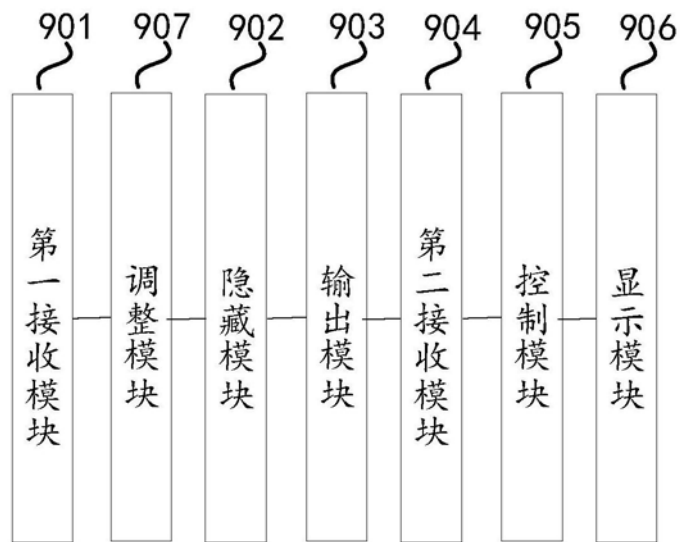 901
907
902
903
904
905
906
第一接收模块
调整模块
隐藏模块
输出模块
第二接收模块
控制模块
显示模块